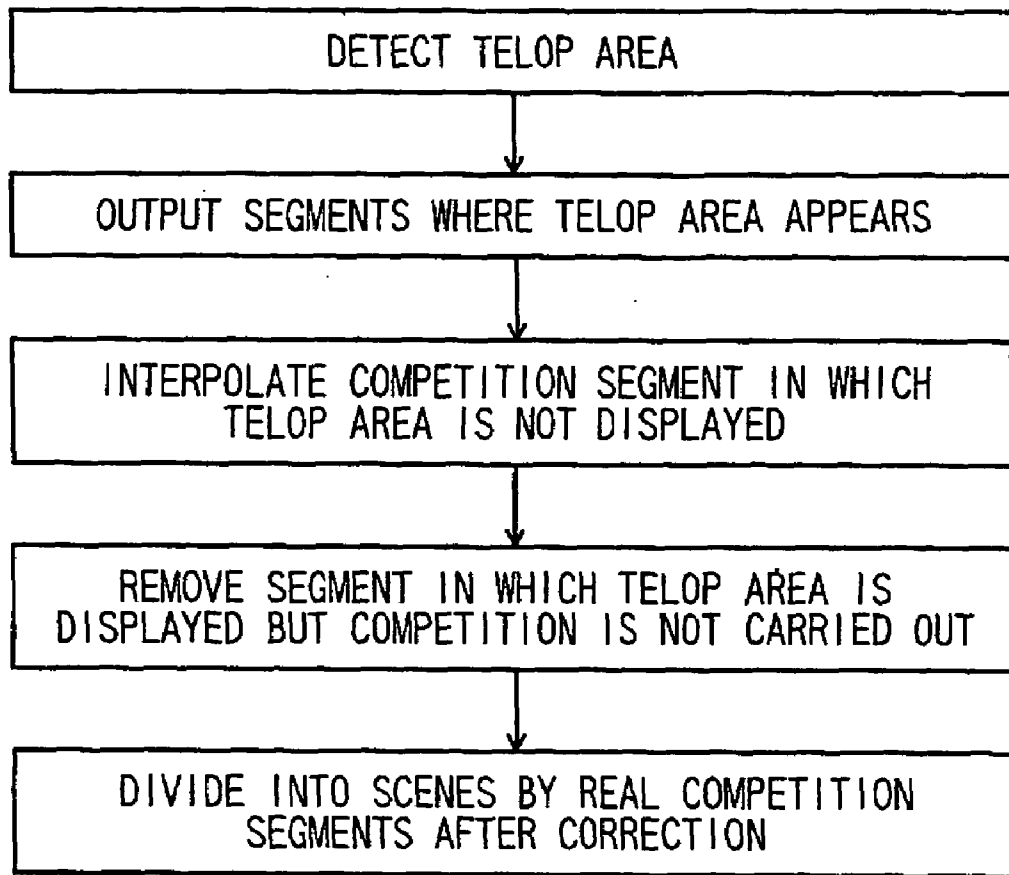 DETECT TELOP AREA
OUTPUT SEGMENTS WHERE TELOP AREA APPEARS
INTERPOLATE COMPETITION SEGMENT IN WHICH
TELOP AREA IS NOT DISPLAYED
REMOVE SEGMENT IN WHICH TELOP AREA IS
DISPLAYED BUT COMPETITION IS NOT CARRIED OUT
DIVIDE INTO SCENES BY REAL COMPETITION
SEGMENTS AFTER CORRECTION